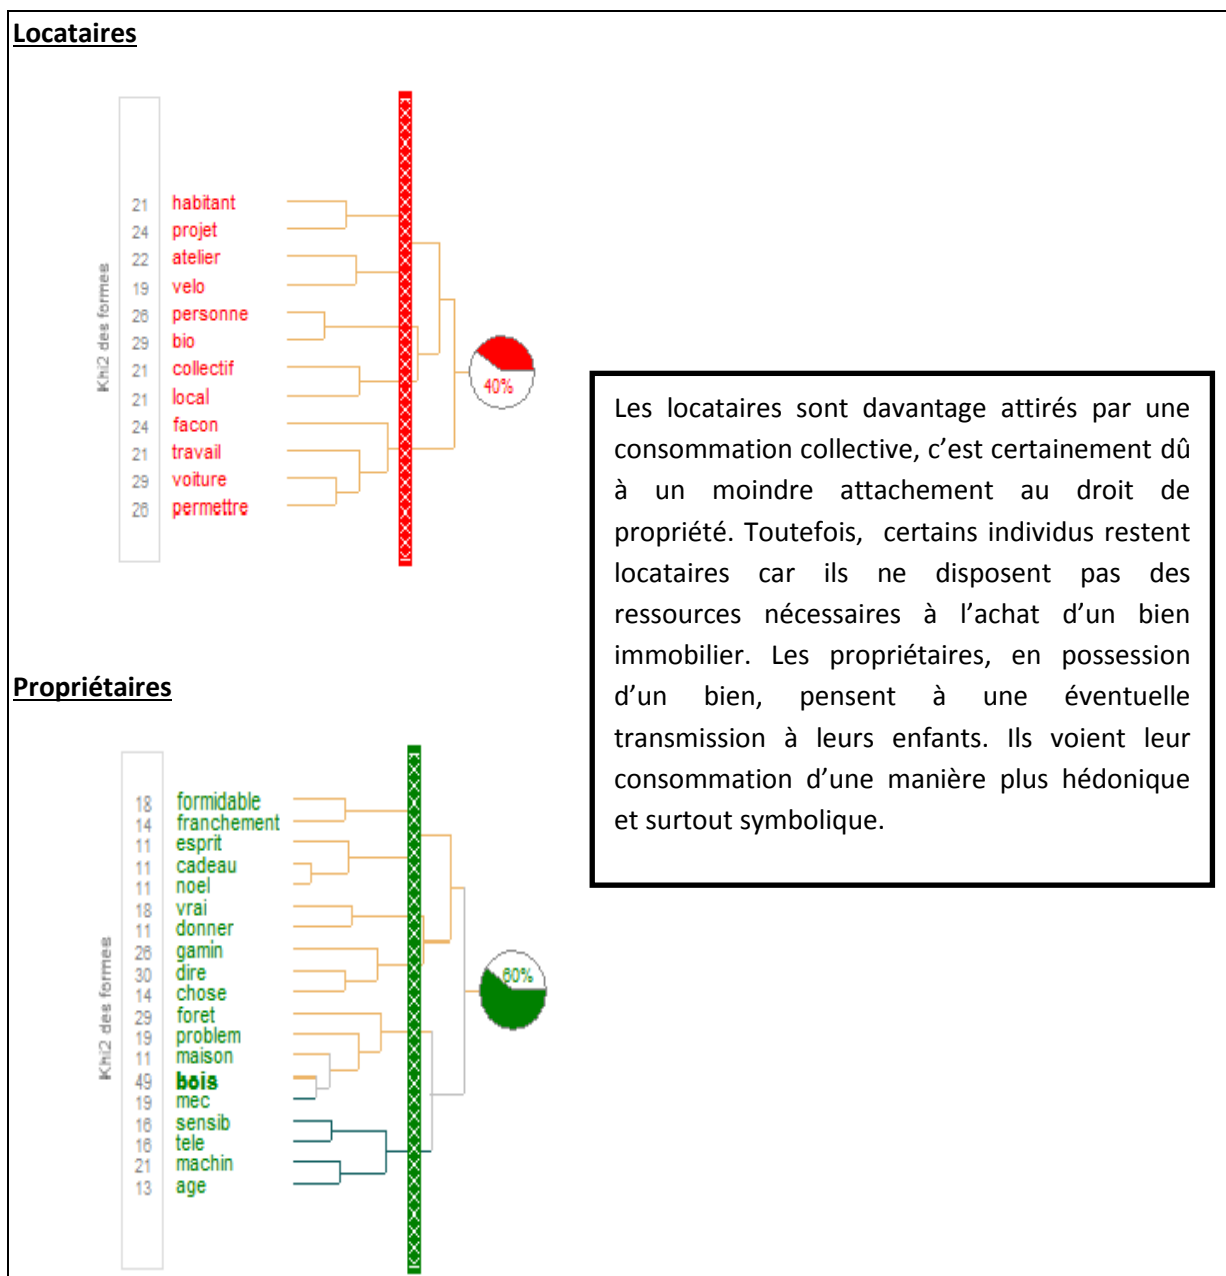 Locataires
Khi2 des formes
21 habitant
24 projet
22 atelier
19 velo
26 personne
29 bio
21 collectif
21 local
24 facon
21 travail
29 voiture
26 permettre
40%
Les locataires sont davantage attirés par une
consommation collective, c’est certainement dû
à un moindre attachement au droit de
propriété. Toutefois, certains individus restent
locataires car ils ne disposent pas des
ressources nécessaires à l’achat d’un bien
immobilier. Les propriétaires, en possession
d’un bien, pensent à une éventuelle
transmission à leurs enfants. Ils voient leur
consommation d’une manière plus hédonique
et surtout symbolique.
Propriétaires
Khi2 des formes
18 formidable
14 franchement
11 esprit
11 cadeau
11 noel
18 vrai
11 donner
26 gamin
30 dire
14 chose
29 foret
19 problem
11 maison
49 bois
19 mec
16 sensib
16 tele
21 machin
13 age
60%